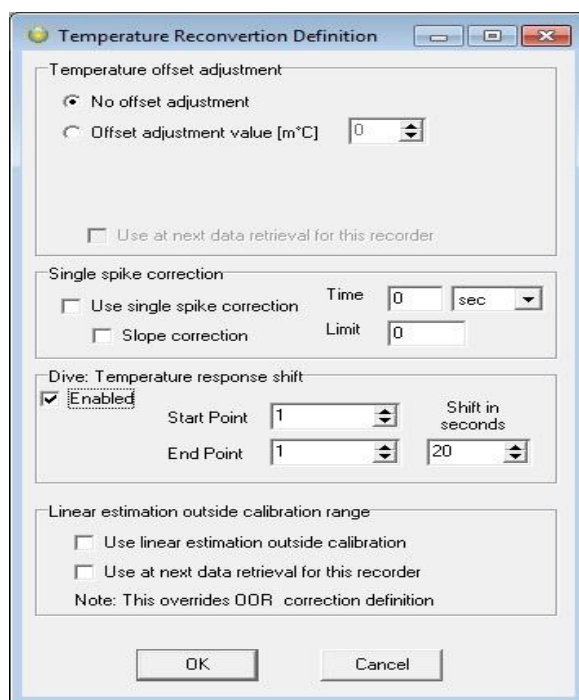 Temperature Reconvertion Definition
Temperature offset adjustment
No offset adjustment
Offset adjustment value [m°C] 0
Use at next data retrieval for this recorder
Single spike correction
Use single spike correction Time 0 sec
Slope correction Limit 0
Dive: Temperature response shift
Enabled
Start Point 1 Shift in seconds
End Point 1 20
Linear estimation outside calibration range
Use linear estimation outside calibration
Use at next data retrieval for this recorder
Note: This overrides OOR correction definition
OK Cancel